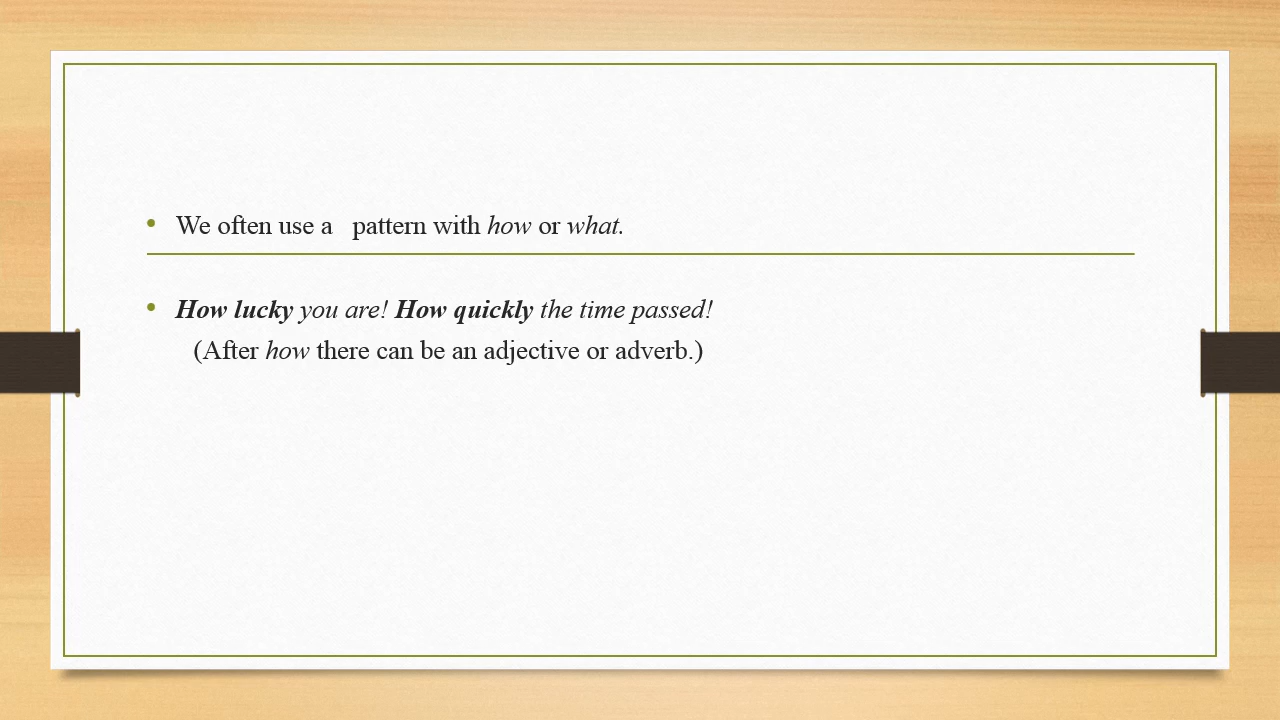 • We often use a   pattern with how or what.
• How lucky you are! How quickly the time passed!
(After how there can be an adjective or adverb.)